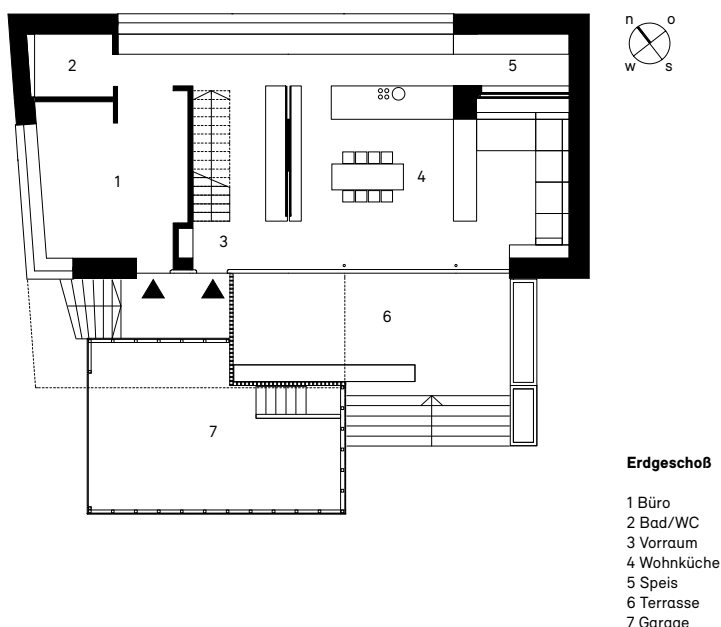 n o
w s
2
5
1
4
3
6
7
Erdgeschoß
1 Büro
2 Bad/WC
3 Vorraum
4 Wohnküche
5 Speis
6 Terrasse
7 Garage